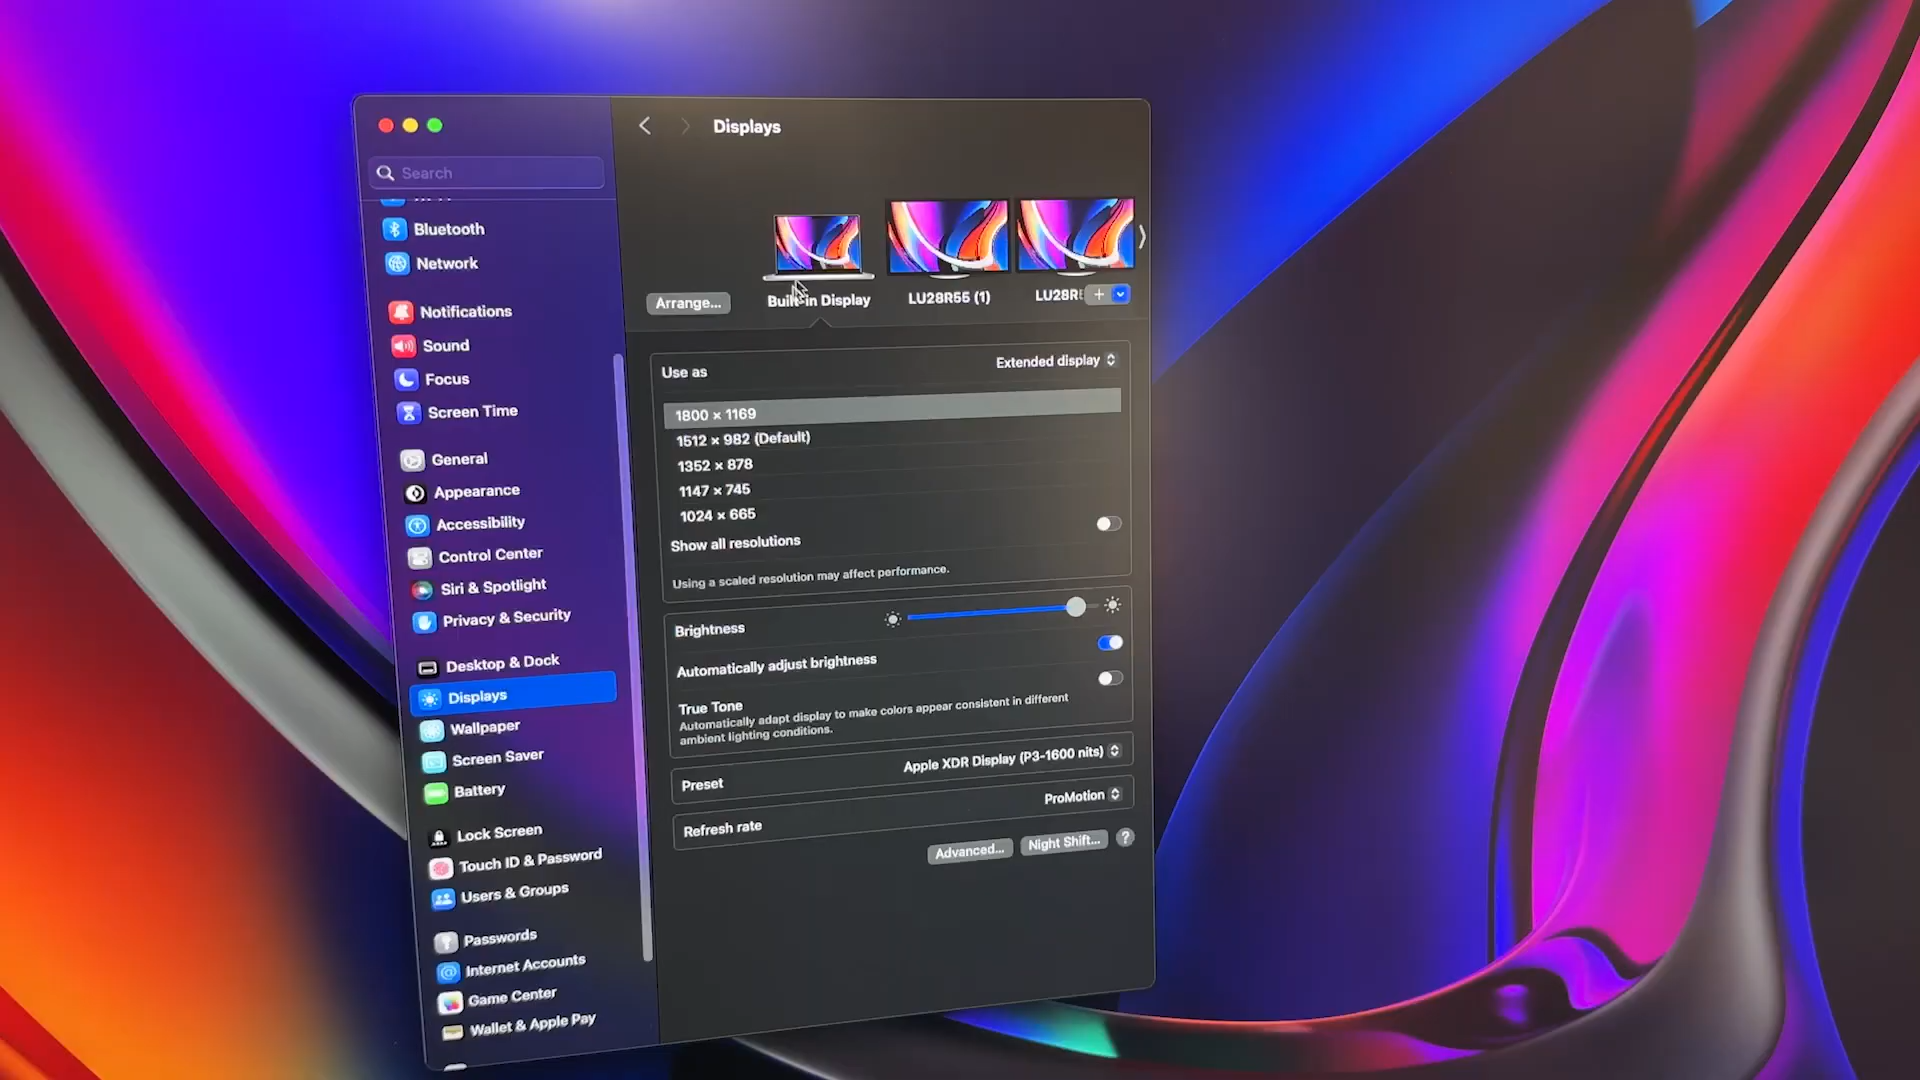 Displays
Search
Bluetooth
Network
Notifications
Sound
Focus
Screen Time
General
Appearance
Accessibility
Control Center
Siri & Spotlight
Privacy & Security
Desktop & Dock
Displays
Wallpaper
Screen Saver
Battery
Lock Screen
Touch ID & Password
Users & Groups
Passwords
Internet Accounts
Game Center
Wallet & Apple Pay
Arrange...
Built-in Display
LU28R55 (1)
LU28R
Use as
Extended display
1800 × 1169
1512 × 982 (Default)
1352 × 878
1147 × 745
1024 × 665
Show all resolutions
Using a scaled resolution may affect performance.
Brightness
Automatically adjust brightness
True Tone
Automatically adapt display to make colors appear consistent in different
ambient lighting conditions.
Preset
Apple XDR Display (P3-1600 nits)
Refresh rate
ProMotion
Advanced...
Night Shift...
?